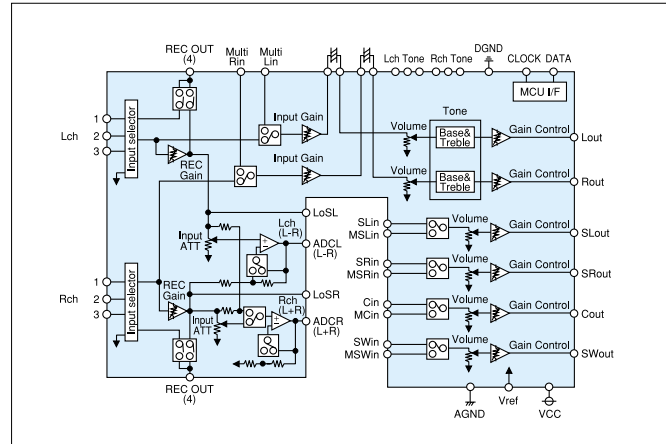 REC OUT
(4)
Multi
Rin
Multi
Lin
Lch Tone
Rch Tone
DGND
CLOCK
DATA
MCU I/F
Lch
1
2
3
Input selector
REC
Gain
Input Gain
Input Gain
Volume
Tone
Base&
Treble
Gain Control
Lout
Volume
Base&
Treble
Gain Control
Rout
Input
ATT
Lch
(L-R)
LoSL
ADCL
(L-R)
LoSR
ADCR
(L+R)
Rch
(L+R)
Rch
1
2
3
Input selector
REC
Gain
Input
ATT
REC OUT
(4)
SLin
MSLin
Volume
Gain Control
SLout
SRin
MSRin
Volume
Gain Control
SRout
Cin
MCin
Volume
Gain Control
Cout
SWin
MSWin
Volume
Gain Control
SWout
AGND
Vref
VCC